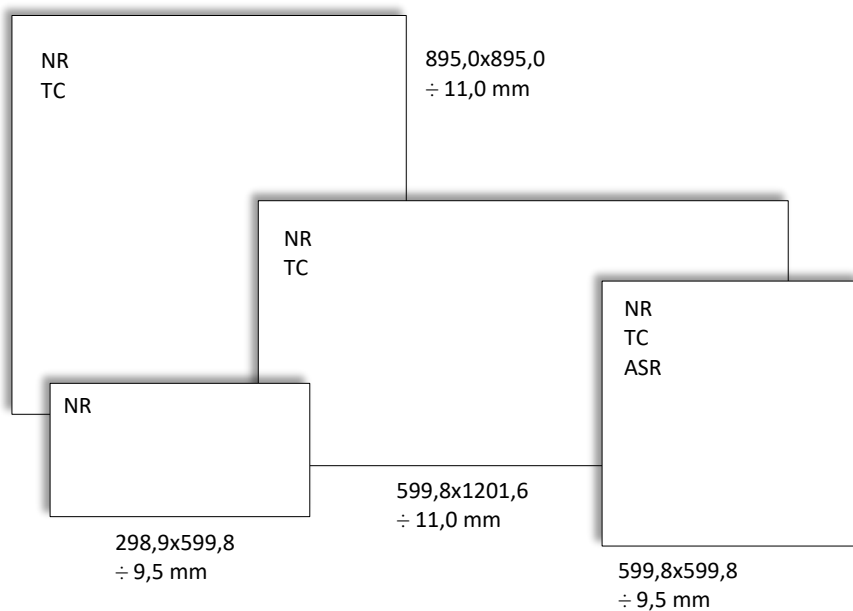 NR
TC
895,0x895,0
÷ 11,0 mm
NR
TC
NR
TC
ASR
NR
599,8x1201,6
÷ 11,0 mm
298,9x599,8
÷ 9,5 mm
599,8x599,8
÷ 9,5 mm